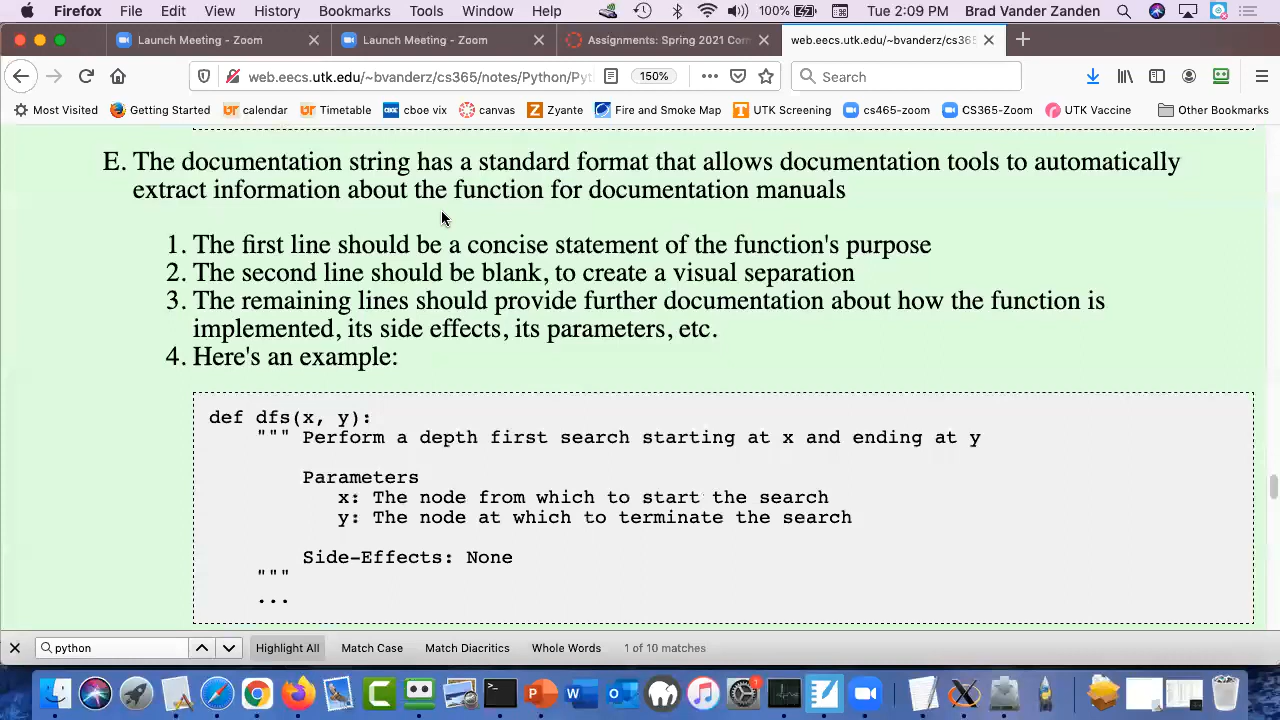 Firefox File Edit View History Bookmarks Tools Window Help 100% Tue 2:09 PM Brad Vander Zanden
Launch Meeting - Zoom Launch Meeting - Zoom Assignments: Spring 2021 Com web.eecs.utk.edu/~bvanderz/cs365
web.eecs.utk.edu/~bvanderz/cs365/notes/Python/Pyt 150% Search
Most Visited Getting Started calendar Timetable cboe vix canvas Zyante Fire and Smoke Map UTK Screening cs465-zoom CS365-Zoom UTK Vaccine Other Bookmarks
E. The documentation string has a standard format that allows documentation tools to automatically
extract information about the function for documentation manuals
1. The first line should be a concise statement of the function's purpose
2. The second line should be blank, to create a visual separation
3. The remaining lines should provide further documentation about how the function is
implemented, its side effects, its parameters, etc.
4. Here's an example:
def dfs(x, y):
""" Perform a depth first search starting at x and ending at y
Parameters
x: The node from which to start the search
y: The node at which to terminate the search
Side-Effects: None
"""
...
python Highlight All Match Case Match Diacritics Whole Words 1 of 10 matches